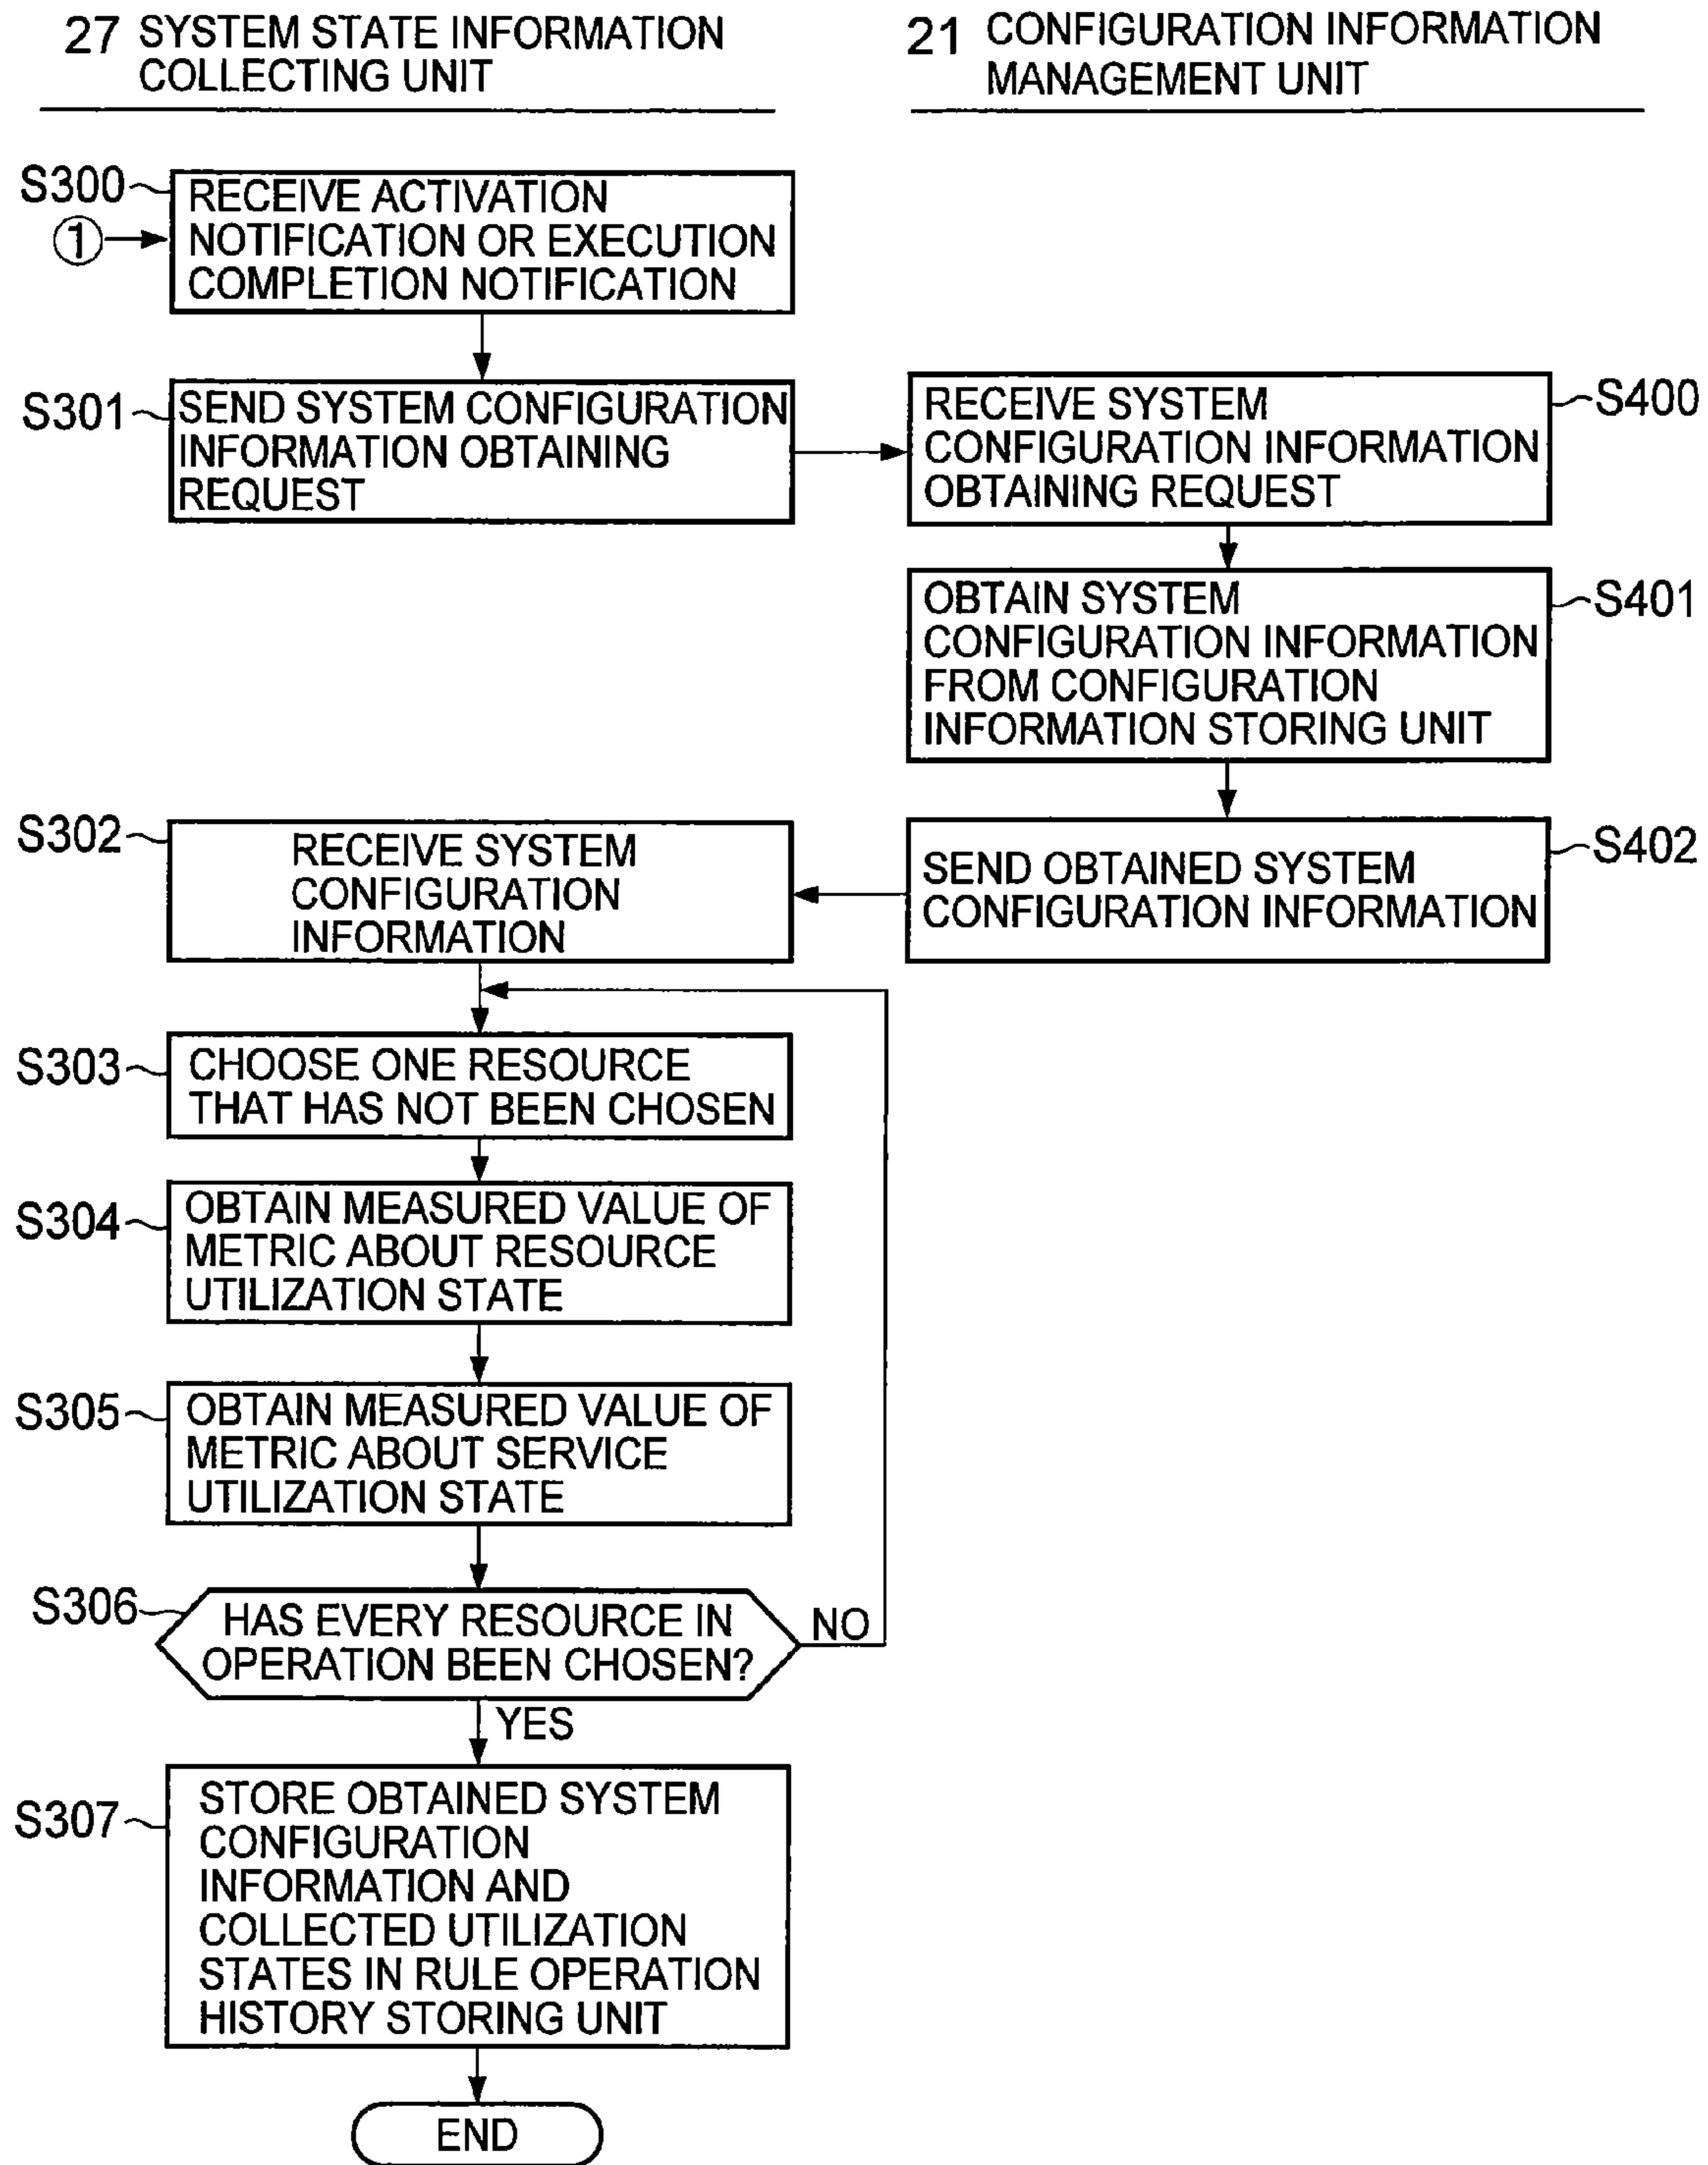 27 SYSTEM STATE INFORMATION
COLLECTING UNIT
21 CONFIGURATION INFORMATION
MANAGEMENT UNIT
S300
1
RECEIVE ACTIVATION
NOTIFICATION OR EXECUTION
COMPLETION NOTIFICATION
S301
SEND SYSTEM CONFIGURATION
INFORMATION OBTAINING
REQUEST
RECEIVE SYSTEM
CONFIGURATION INFORMATION
OBTAINING REQUEST
S400
OBTAIN SYSTEM
CONFIGURATION INFORMATION
FROM CONFIGURATION
INFORMATION STORING UNIT
S401
S302
RECEIVE SYSTEM
CONFIGURATION
INFORMATION
SEND OBTAINED SYSTEM
CONFIGURATION INFORMATION
S402
S303
CHOOSE ONE RESOURCE
THAT HAS NOT BEEN CHOSEN
S304
OBTAIN MEASURED VALUE OF
METRIC ABOUT RESOURCE
UTILIZATION STATE
S305
OBTAIN MEASURED VALUE OF
METRIC ABOUT SERVICE
UTILIZATION STATE
S306
HAS EVERY RESOURCE IN
OPERATION BEEN CHOSEN?
NO
YES
S307
STORE OBTAINED SYSTEM
CONFIGURATION
INFORMATION AND
COLLECTED UTILIZATION
STATES IN RULE OPERATION
HISTORY STORING UNIT
END